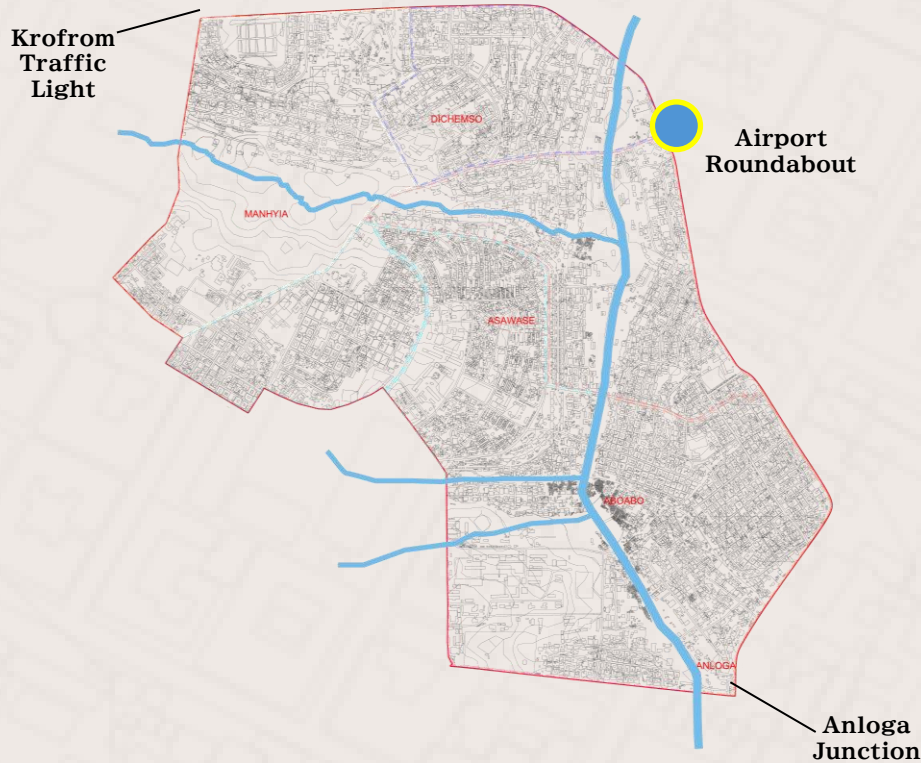 Krofrom
Traffic
Light
DICHEMSO
Airport
Roundabout
MANHYIA
ASAWASE
ABOABO
ANLOGA
Anloga
Junction